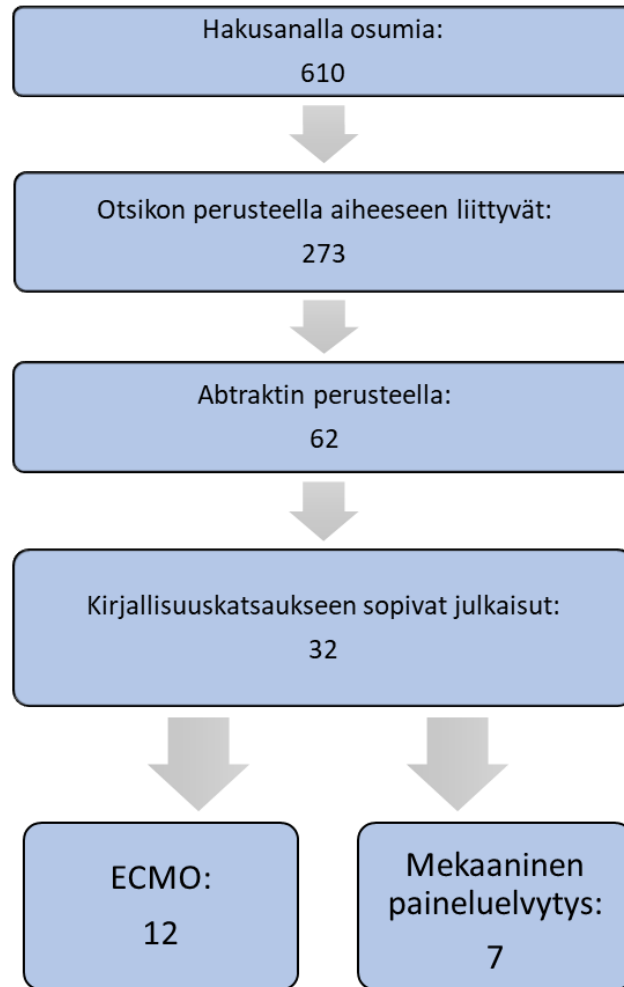 Hakusanalla osumia:
610
Otsikon perusteella aiheeseen liittyvät:
273
Abtraktin perusteella:
62
Kirjallisuuskatsaukseen sopivat julkaisut:
32
ECMO:
12
Mekaaninen
paineluelvytys:
7